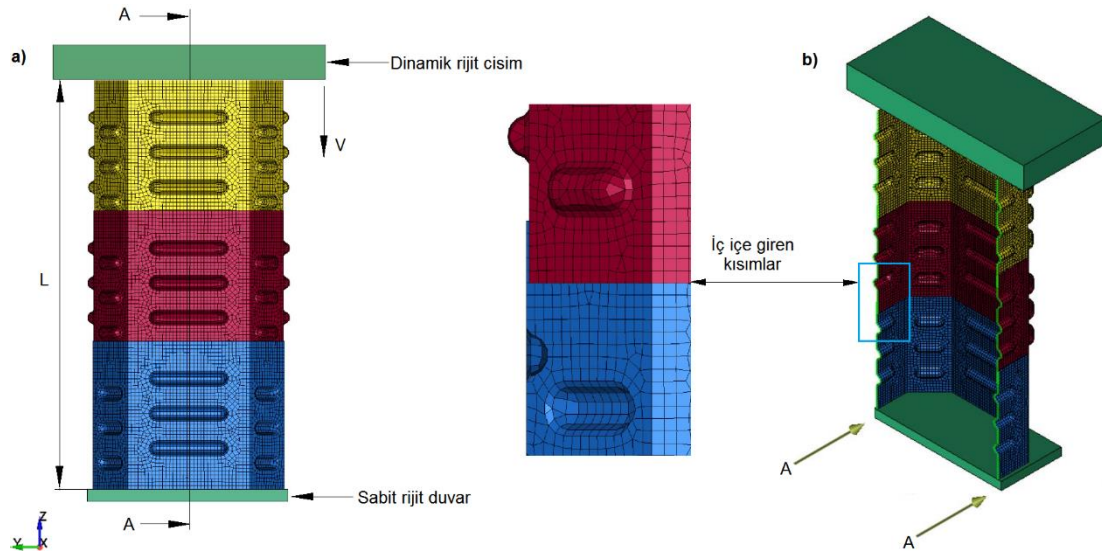 A
a)
Dinamik rijit cisim
V
L
Sabit rijit duvar
A
Z
Y
X
İç içe giren
kısımlar
b)
A
A